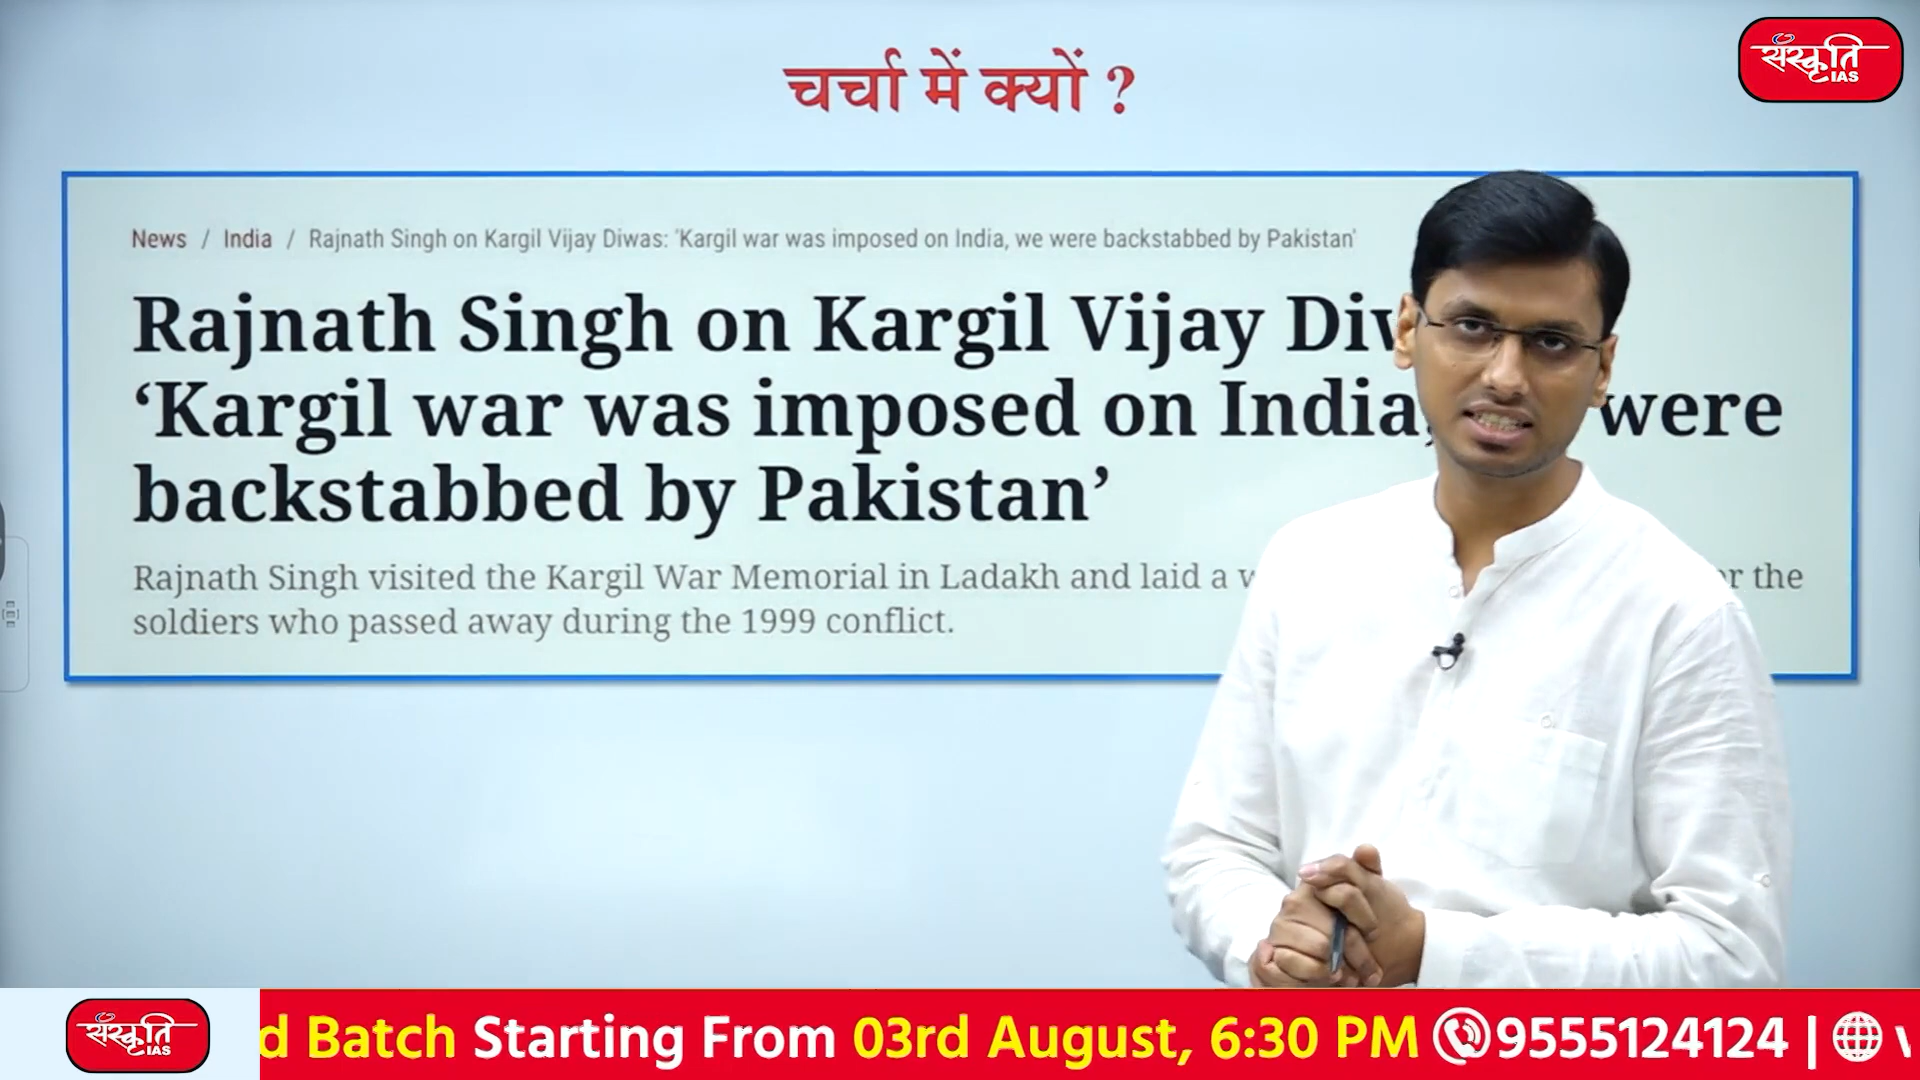 चर्चा में क्यों ?
संस्कृति
IAS
News / India / Rajnath Singh on Kargil Vijay Diwas: 'Kargil war was imposed on India, we were backstabbed by Pakistan'
Rajnath Singh on Kargil Vijay
‘Kargil war was imposed on India, were
backstabbed by Pakistan’
Rajnath Singh visited the Kargil War Memorial in Ladakh and laid a the
soldiers who passed away during the 1999 conflict.
संस्कृति
IAS
Batch Starting From 03rd August, 6:30 PM 9555124124 |